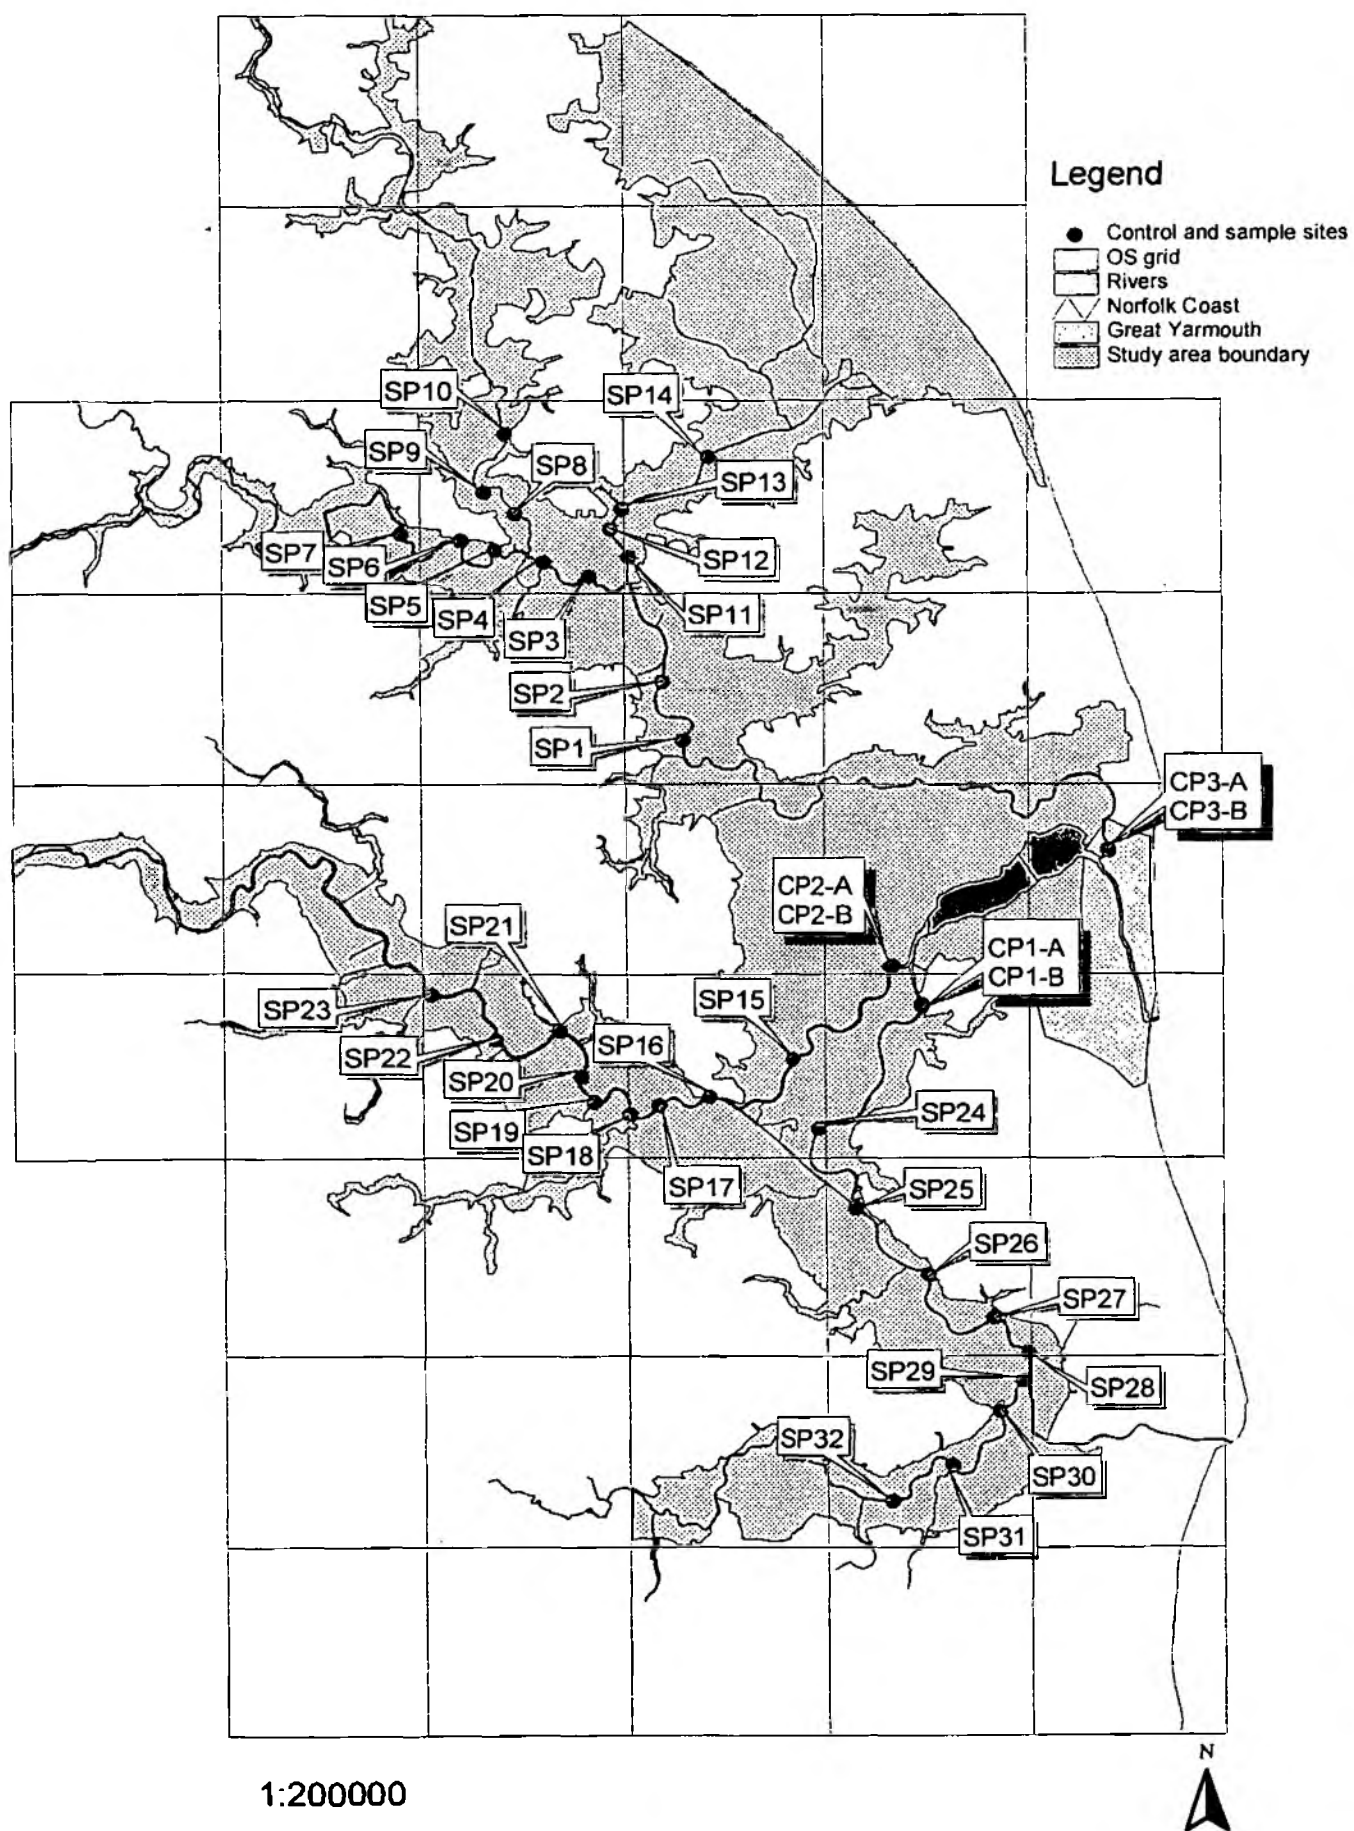 Legend
Control and sample sites
OS grid
Rivers
Norfolk Coast
Great Yarmouth
Study area boundary
SP10
SP14
SP9
SP8
SP13
SP7
SP6
SP12
SP5
SP4
SP3
SP11
SP2
SP1
CP3-A
CP3-B
CP2-A
CP2-B
SP21
CP1-A
CP1-B
SP23
SP15
SP22
SP16
SP20
SP24
SP19
SP18
SP17
SP25
SP26
SP27
SP29
SP28
SP32
SP30
SP31
1:200000
N